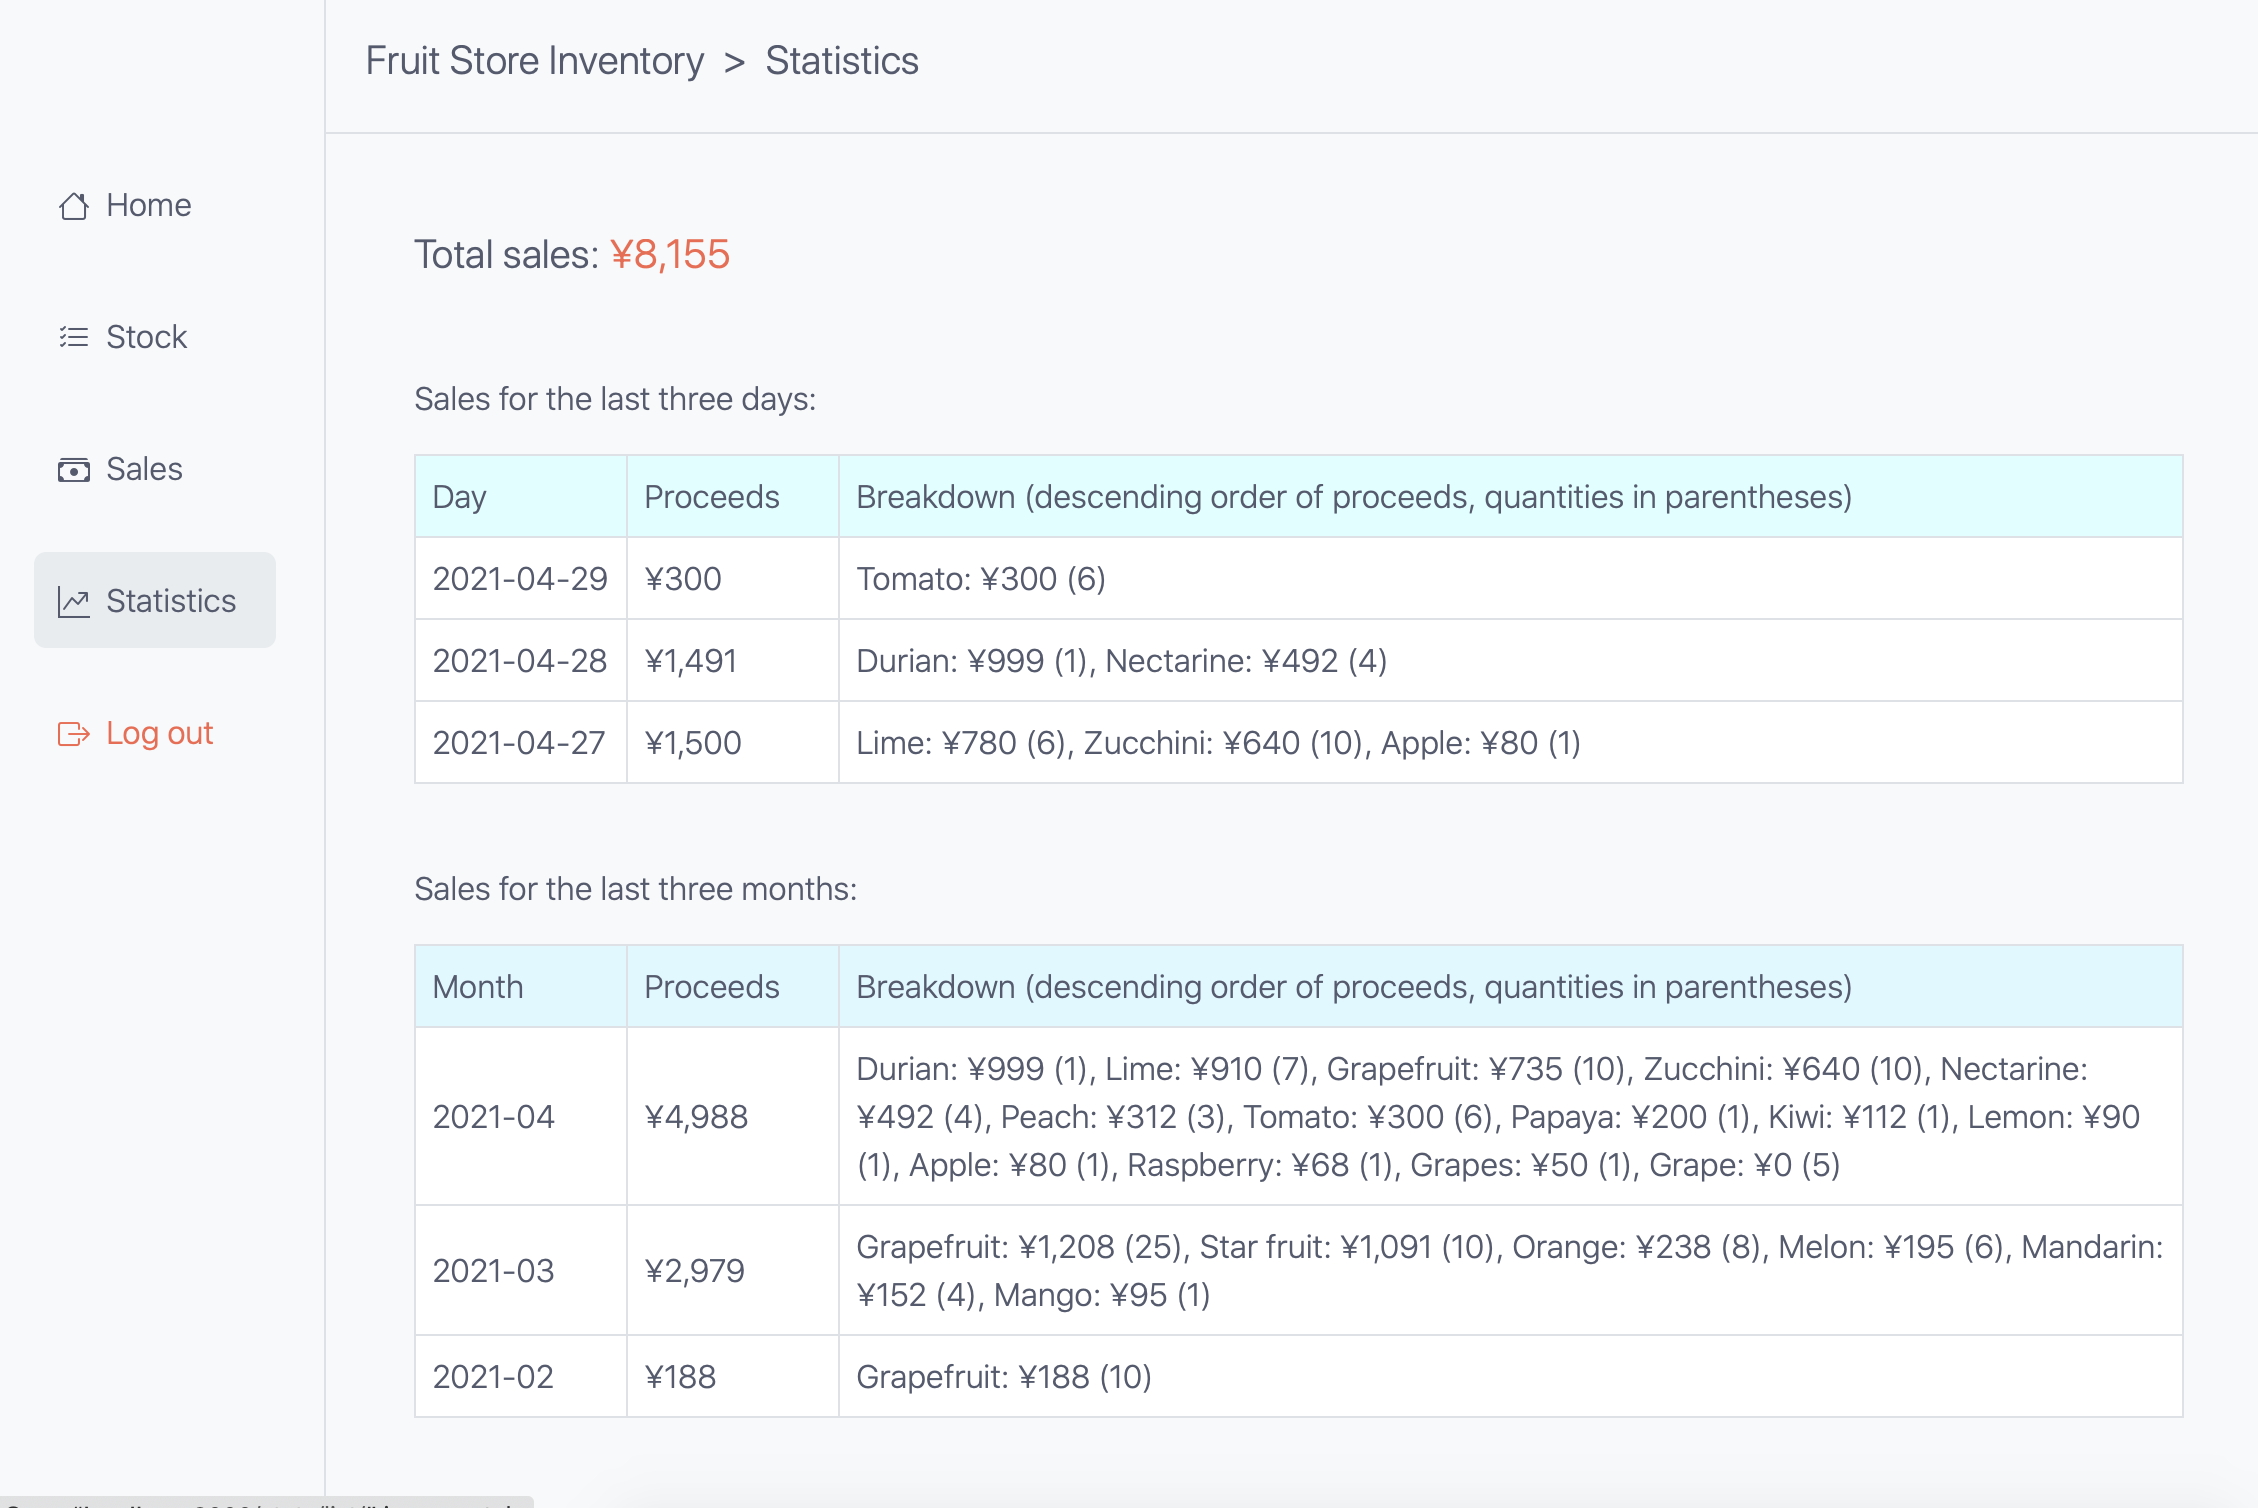 Fruit Store Inventory > Statistics
Home
Stock
Sales
Statistics
Log out
Total sales: ¥8,155
Sales for the last three days:
Day Proceeds Breakdown (descending order of proceeds, quantities in parentheses)
2021-04-29 ¥300 Tomato: ¥300 (6)
2021-04-28 ¥1,491 Durian: ¥999 (1), Nectarine: ¥492 (4)
2021-04-27 ¥1,500 Lime: ¥780 (6), Zucchini: ¥640 (10), Apple: ¥80 (1)
Sales for the last three months:
Month Proceeds Breakdown (descending order of proceeds, quantities in parentheses)
2021-04 ¥4,988 Durian: ¥999 (1), Lime: ¥910 (7), Grapefruit: ¥735 (10), Zucchini: ¥640 (10), Nectarine:
¥492 (4), Peach: ¥312 (3), Tomato: ¥300 (6), Papaya: ¥200 (1), Kiwi: ¥112 (1), Lemon: ¥90
(1), Apple: ¥80 (1), Raspberry: ¥68 (1), Grapes: ¥50 (1), Grape: ¥0 (5)
2021-03 ¥2,979 Grapefruit: ¥1,208 (25), Star fruit: ¥1,091 (10), Orange: ¥238 (8), Melon: ¥195 (6), Mandarin:
¥152 (4), Mango: ¥95 (1)
2021-02 ¥188 Grapefruit: ¥188 (10)